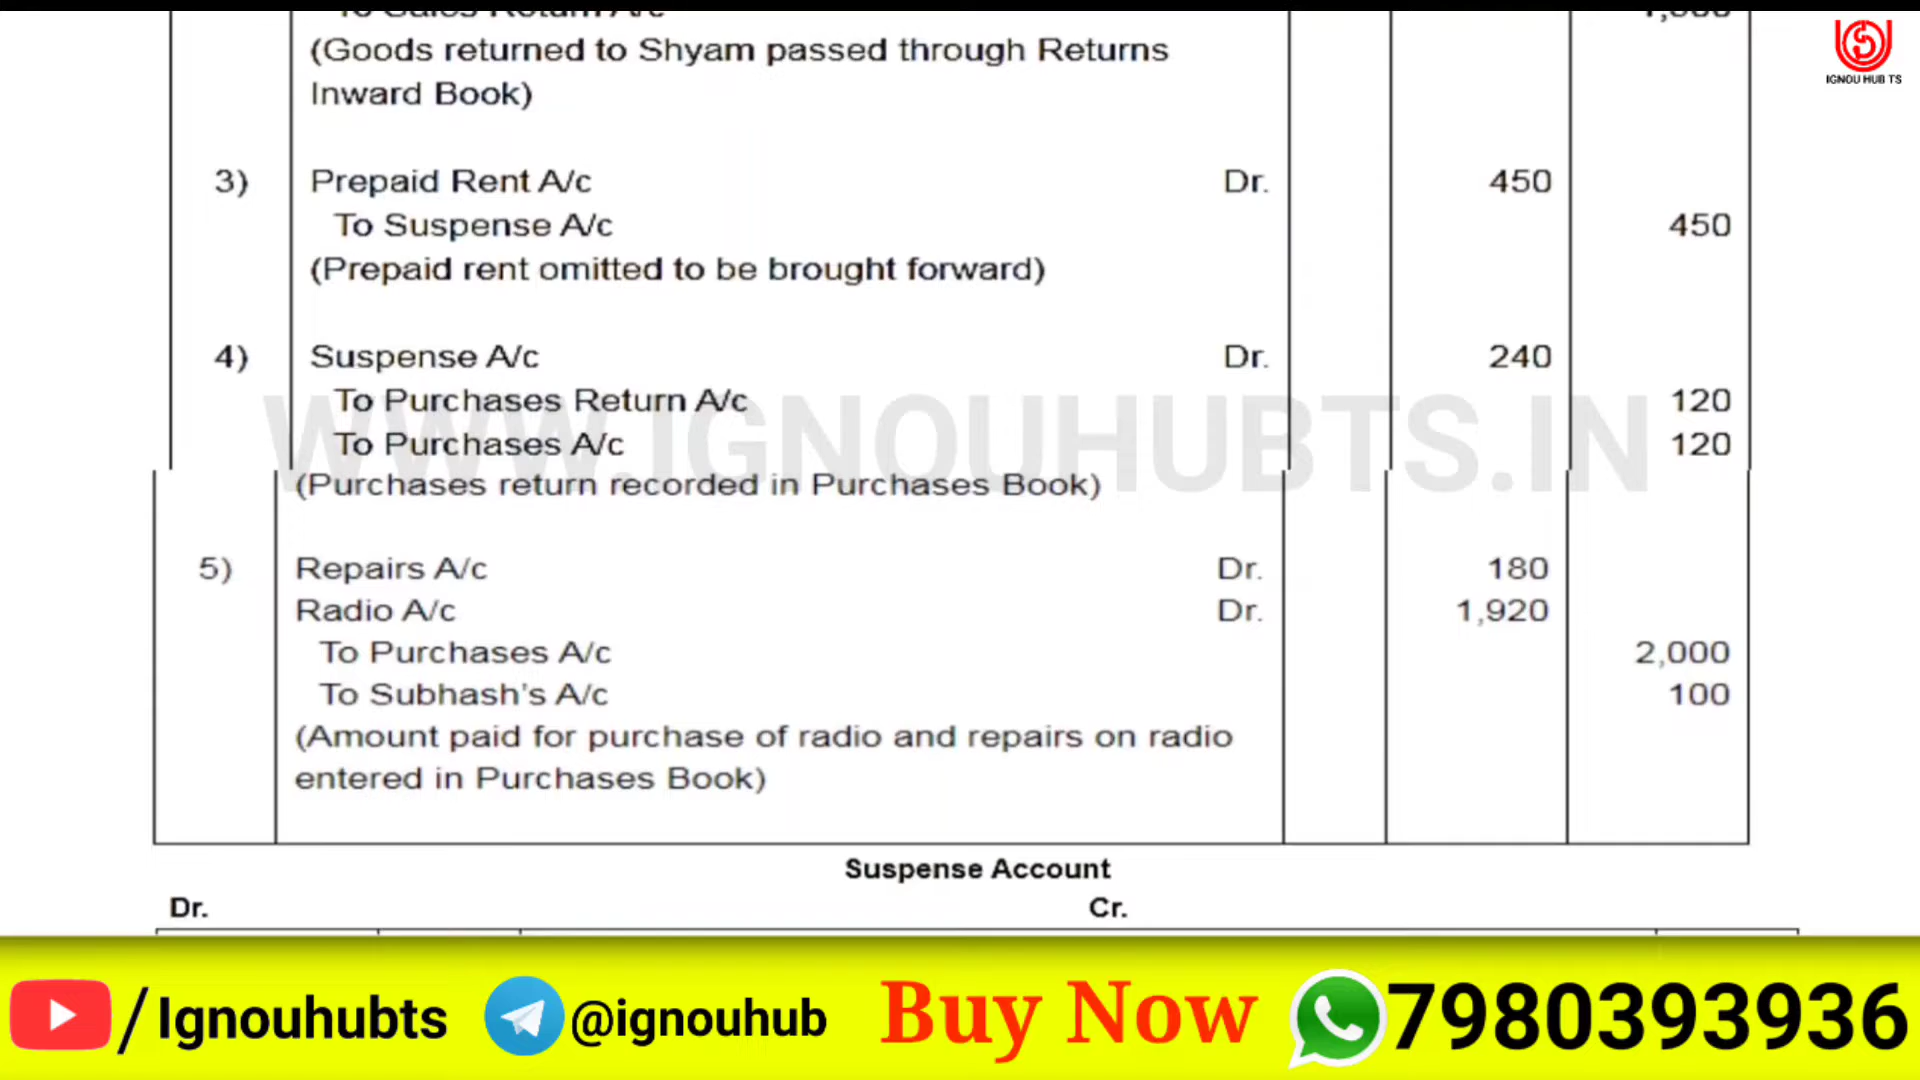 To Sales Return A/c
(Goods returned to Shyam passed through Returns
Inward Book)
3) Prepaid Rent A/c Dr. 450
To Suspense A/c 450
(Prepaid rent omitted to be brought forward)
4) Suspense A/c Dr. 240
To Purchases Return A/c 120
To Purchases A/c 120
(Purchases return recorded in Purchases Book)
5) Repairs A/c Dr. 180
Radio A/c Dr. 1,920
To Purchases A/c 2,000
To Subhash's A/c 100
(Amount paid for purchase of radio and repairs on radio
entered in Purchases Book)
Suspense Account
Dr. Cr.
WWW.IGNOUHUBTS.IN
IGNOU HUB TS
/Ignouhubts @ignouhub Buy Now 7980393936